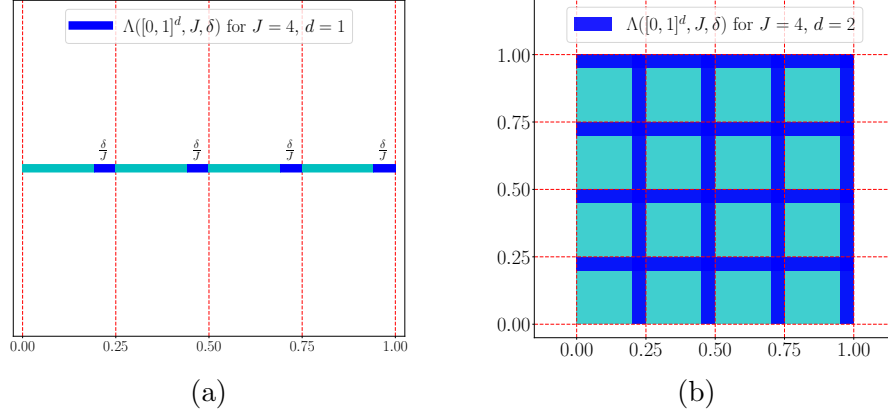 Λ([0, 1]^d, J, δ) for J = 4, d = 1
δ/J δ/J δ/J δ/J
0.00 0.25 0.50 0.75 1.00
(a)
Λ([0, 1]^d, J, δ) for J = 4, d = 2
1.00
0.75
0.50
0.25
0.00
0.00 0.25 0.50 0.75 1.00
(b)